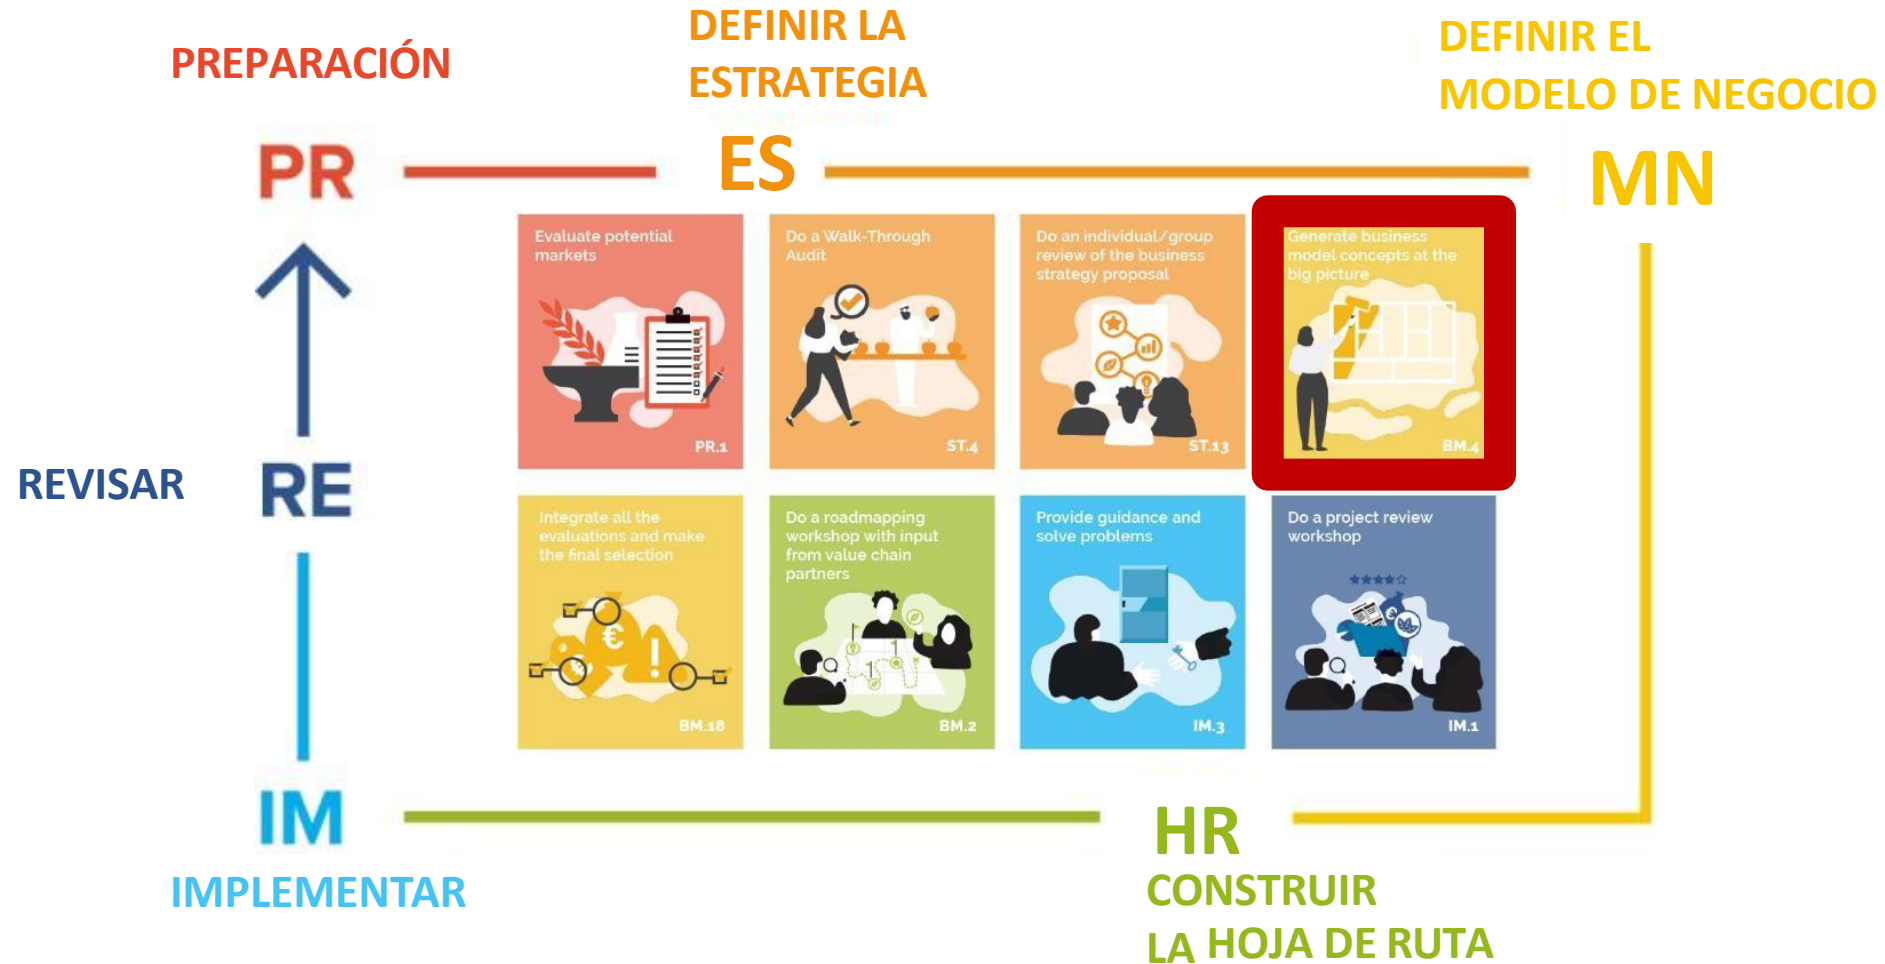 PREPARACIÓN
DEFINIR LA
ESTRATEGIA
DEFINIR EL
MODELO DE NEGOCIO
PR
ES
MN
Evaluate potential
markets
PR.1
Do a Walk-Through
Audit
ST.4
Do an individual/group
review of the business
strategy proposal
ST.13
Generate business
model concepts at the
big picture
BM.4
REVISAR
RE
Integrate all the
evaluations and make
the final selection
BM.18
Do a roadmapping
workshop with input
from value chain
partners
BM.2
Provide guidance and
solve problems
IM.3
Do a project review
workshop
IM.1
IM
IMPLEMENTAR
HR
CONSTRUIR
LA HOJA DE RUTA